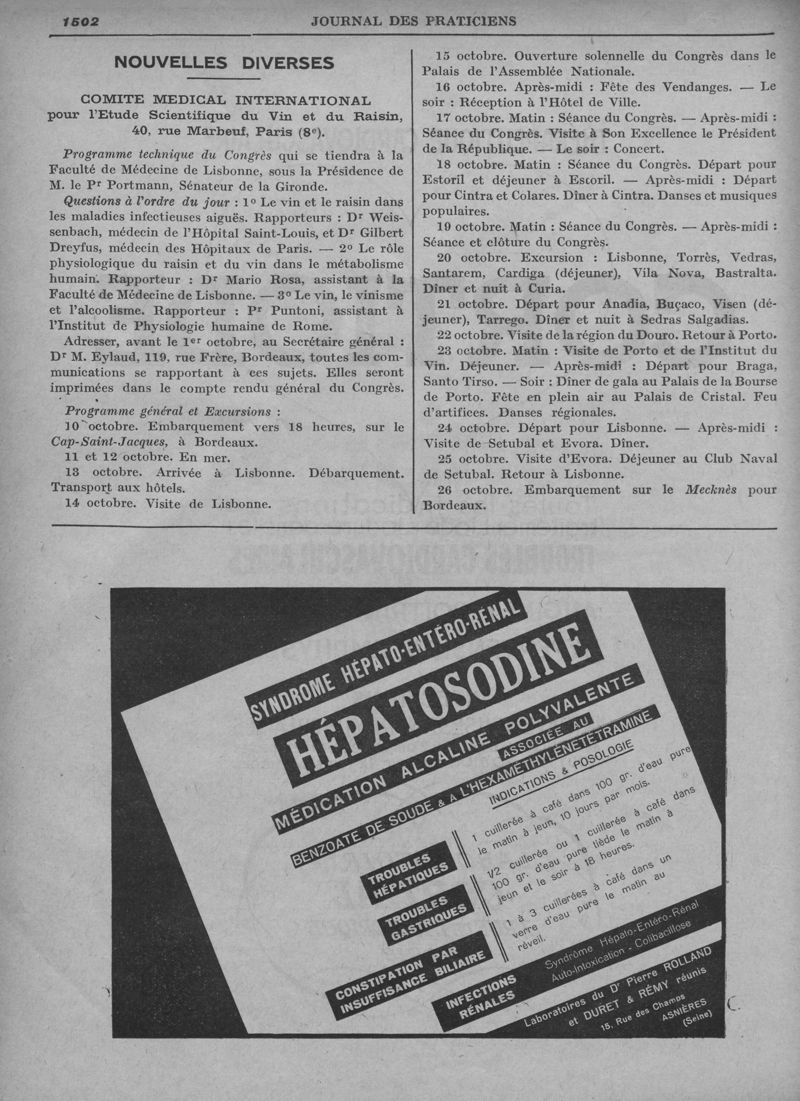 1502
JOURNAL DES PRATICIENS
NOUVELLES DIVERSES
COMITE MEDICAL INTERNATIONAL
pour l'Etude Scientifique du Vin et du Raisin,
40, rue Marbeuf, Paris (8e).
Programme technique du Congrès qui se tiendra à la
Faculté de Médecine de Lisbonne, sous la Présidence de
M. le Pr Portmann, Sénateur de la Gironde.
Questions à l'ordre du jour : 1º Le vin et le raisin dans
les maladies infectieuses aiguës. Rapporteurs : Dr Weis-
senbach, médecin de l'Hôpital Saint-Louis, et Dr Gilbert
Dreyfus, médecin des Hôpitaux de Paris. — 2º Le rôle
physiologique du raisin et du vin dans le métabolisme
humain. Rapporteur : Dr Mario Rosa, assistant à la
Faculté de Médecine de Lisbonne. — 3º Le vin, le vinisme
et l'alcoolisme. Rapporteur : Pr Puntoni, assistant à
l'Institut de Physiologie humaine de Rome.
Adresser, avant le 1er octobre, au Secrétaire général :
Dr M. Eylaud, 119, rue Frère, Bordeaux, toutes les com-
munications se rapportant à ces sujets. Elles seront
imprimées dans le compte rendu général du Congrès.
Programme général et Excursions :
10 octobre. Embarquement vers 18 heures, sur le
Cap-Saint-Jacques, à Bordeaux.
11 et 12 octobre. En mer.
13 octobre. Arrivée à Lisbonne. Débarquement.
Transport aux hôtels.
14 octobre. Visite de Lisbonne.
15 octobre. Ouverture solennelle du Congrès dans le
Palais de l'Assemblée Nationale.
16 octobre. Après-midi : Fête des Vendanges. — Le
soir : Réception à l'Hôtel de Ville.
17 octobre. Matin : Séance du Congrès. — Après-midi :
Séance du Congrès. Visite à Son Excellence le Président
de la République. — Le soir : Concert.
18 octobre. Matin : Séance du Congrès. Départ pour
Estoril et déjeuner à Escoril. — Après-midi : Départ
pour Cintra et Colares. Dîner à Cintra. Danses et musiques
populaires.
19 octobre. Matin : Séance du Congrès. — Après-midi :
Séance et clôture du Congrès.
20 octobre. Excursion : Lisbonne, Torrès, Vedras,
Santarem, Cardiga (déjeuner), Vila Nova, Bastralta.
Dîner et nuit à Curia.
21 octobre. Départ pour Anadia, Buçaco, Visen (dé-
jeuner), Tarrego. Dîner et nuit à Sedras Salgadias.
22 octobre. Visite de la région du Douro. Retour à Porto.
23 octobre. Matin : Visite de Porto et de l'Institut du
Vin. Déjeuner. — Après-midi : Départ pour Braga,
Santo Tirso. — Soir : Dîner de gala au Palais de la Bourse
de Porto. Fête en plein air au Palais de Cristal. Feu
d'artifices. Danses régionales.
24 octobre. Départ pour Lisbonne. — Après-midi :
Visite de Setubal et Evora. Dîner.
25 octobre. Visite d'Evora. Déjeuner au Club Naval
de Setubal. Retour à Lisbonne.
26 octobre. Embarquement sur le Mecknès pour
Bordeaux.
SYNDROME HÉPATO-ENTÉRO-RÉNAL
HÉPATOSODINE
MÉDICATION ALCALINE POLYVALENTE
ASSOCIÉE AU
BENZOATE DE SOUDE & A L'HEXAMÉTHYLÉNETÉTRAMINE
INDICATIONS & POSOLOGIE
TROUBLES
HÉPATIQUES
1 cuillerée à café dans 100 gr. d'eau pure
le matin à jeun, 10 jours par mois.
TROUBLES
GASTRIQUES
1/2 cuillerée ou 1 cuillerée à café dans
100 gr. d'eau pure tiède le matin à
jeun et le soir à 18 heures.
CONSTIPATION PAR
INSUFFISANCE BILIAIRE
1 à 3 cuillerées à café dans un
verre d'eau pure le matin au
réveil.
INFECTIONS
RÉNALES
Syndrôme Hépato-Entéro-Rénal
Auto-Intoxication - Colibacillose
Laboratoires du Dr Pierre ROLLAND
et DURET & RÉMY réunis
15, Rue des Champs
ASNIÈRES
(Seine)